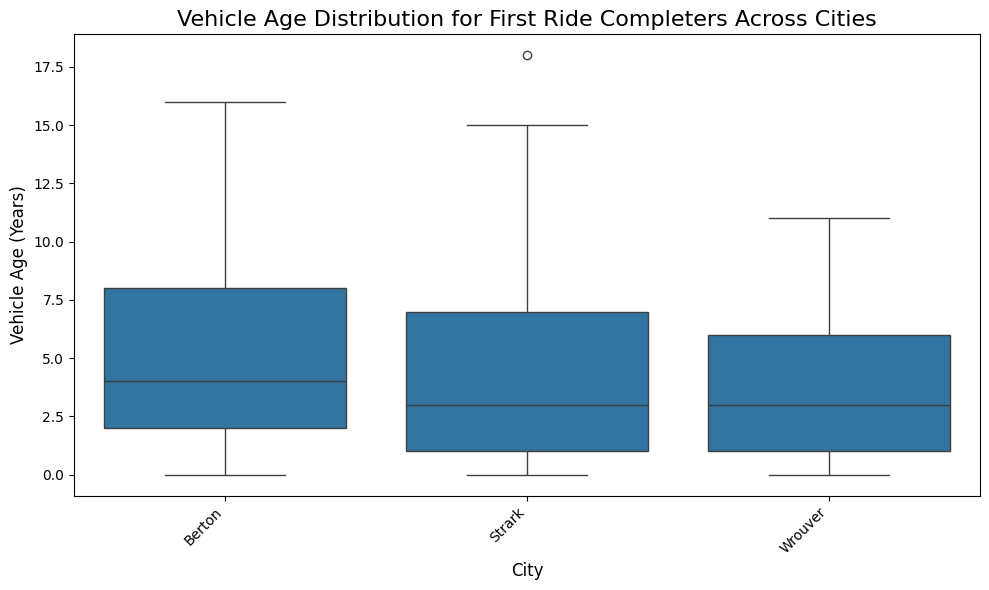 Vehicle Age Distribution for First Ride Completers Across Cities
Vehicle Age (Years)
17.5
15.0
12.5
10.0
7.5
5.0
2.5
0.0
Berton
Strark
Wrouver
City